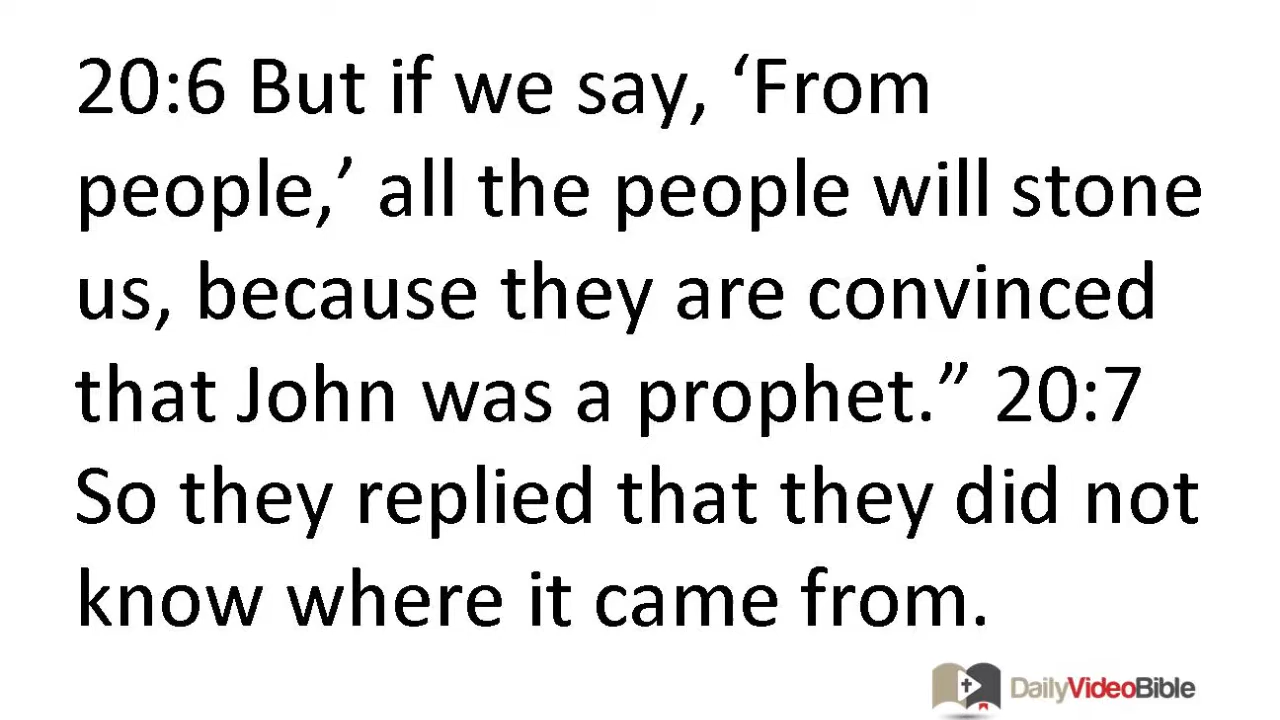 20:6 But if we say, ‘From
people,’ all the people will stone
us, because they are convinced
that John was a prophet.” 20:7
So they replied that they did not
know where it came from.
DailyVideoBible